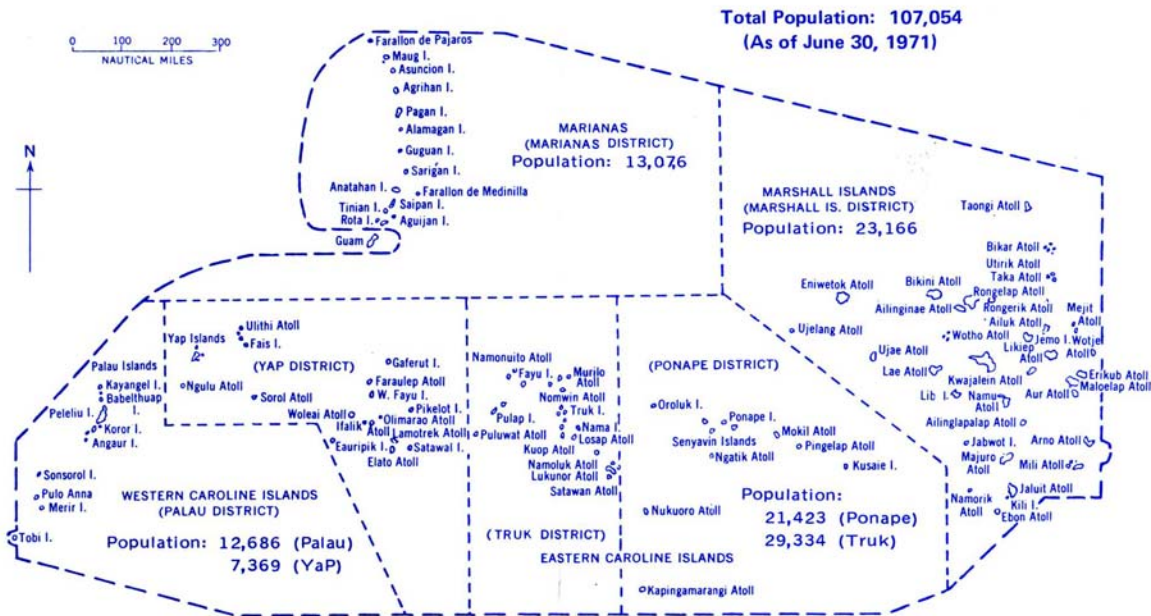 Total Population: 107,054
(As of June 30, 1971)
0 100 200 300
NAUTICAL MILES
N
Farallon de Pajaros
Maug I.
Asuncion I.
Agrihan I.
Pagan I.
Alamagan I.
Guguan I.
Sarigan I.
Anatahan I.
Farallon de Medinilla
Saipan I.
Tinian I.
Rota I.
Aguijan I.
Guam
MARIANAS
(MARIANAS DISTRICT)
Population: 13,076
MARSHALL ISLANDS
(MARSHALL IS. DISTRICT)
Population: 23,166
Taongi Atoll
Bikar Atoll
Utirik Atoll
Taka Atoll
Eniwetok Atoll
Bikini Atoll
Rongelap Atoll
Ailinginae Atoll
Rongerik Atoll
Mejit
Atoll
Ailuk Atoll
Ujelang Atoll
Wotho Atoll
Jemo I.
Wotje
Atoll
Likiep
Atoll
Ujae Atoll
Lae Atoll
Kwajalein Atoll
Erikub Atoll
Maloelap Atoll
Lib I.
Namu
Atoll
Aur Atoll
Ailinglapalap Atoll
Jabwot I.
Arno Atoll
Majuro
Atoll
Mili Atoll
Namorik
Atoll
Jaluit Atoll
Kili I.
Ebon Atoll
Yap Islands
Ulithi Atoll
Fais I.
(YAP DISTRICT)
Gaferut I.
Ngulu Atoll
Sorol Atoll
Faraulep Atoll
W. Fayu I.
Pikelot I.
Woleai Atoll
Olimarao Atoll
Ifalik
Atoll
Lamotrek Atoll
Eauripik I.
Satawal I.
Elato Atoll
Palau Islands
Kayangel I.
Babelthuap
I.
Peleliu I.
Koror I.
Angaur I.
Sonsorol I.
Pulo Anna
Merir I.
Tobi I.
WESTERN CAROLINE ISLANDS
(PALAU DISTRICT)
Population: 12,686 (Palau)
7,369 (YaP)
Namonuito Atoll
Fayu I.
Murilo
Atoll
Nomwin Atoll
Pulap I.
Truk I.
Nama I.
Puluwat Atoll
Losap Atoll
Kuop Atoll
Namoluk Atoll
Lukunor Atoll
Satawan Atoll
(TRUK DISTRICT)
(PONAPE DISTRICT)
Oroluk I.
Ponape I.
Senyavin Islands
Mokil Atoll
Ngatik Atoll
Pingelap Atoll
Kusaie I.
Nukuoro Atoll
Population:
21,423 (Ponape)
29,334 (Truk)
EASTERN CAROLINE ISLANDS
Kapingamarangi Atoll